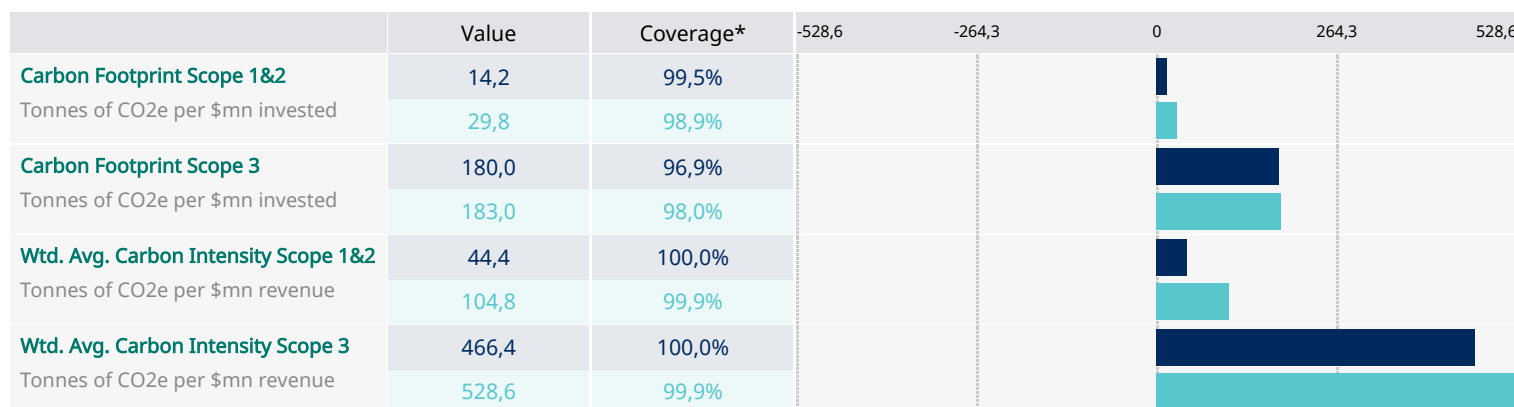 Value Coverage* -528,6 -264,3 0 264,3 528,6
Carbon Footprint Scope 1&2 14,2 99,5%
Tonnes of CO2e per $mn invested 29,8 98,9%
Carbon Footprint Scope 3 180,0 96,9%
Tonnes of CO2e per $mn invested 183,0 98,0%
Wtd. Avg. Carbon Intensity Scope 1&2 44,4 100,0%
Tonnes of CO2e per $mn revenue 104,8 99,9%
Wtd. Avg. Carbon Intensity Scope 3 466,4 100,0%
Tonnes of CO2e per $mn revenue 528,6 99,9%